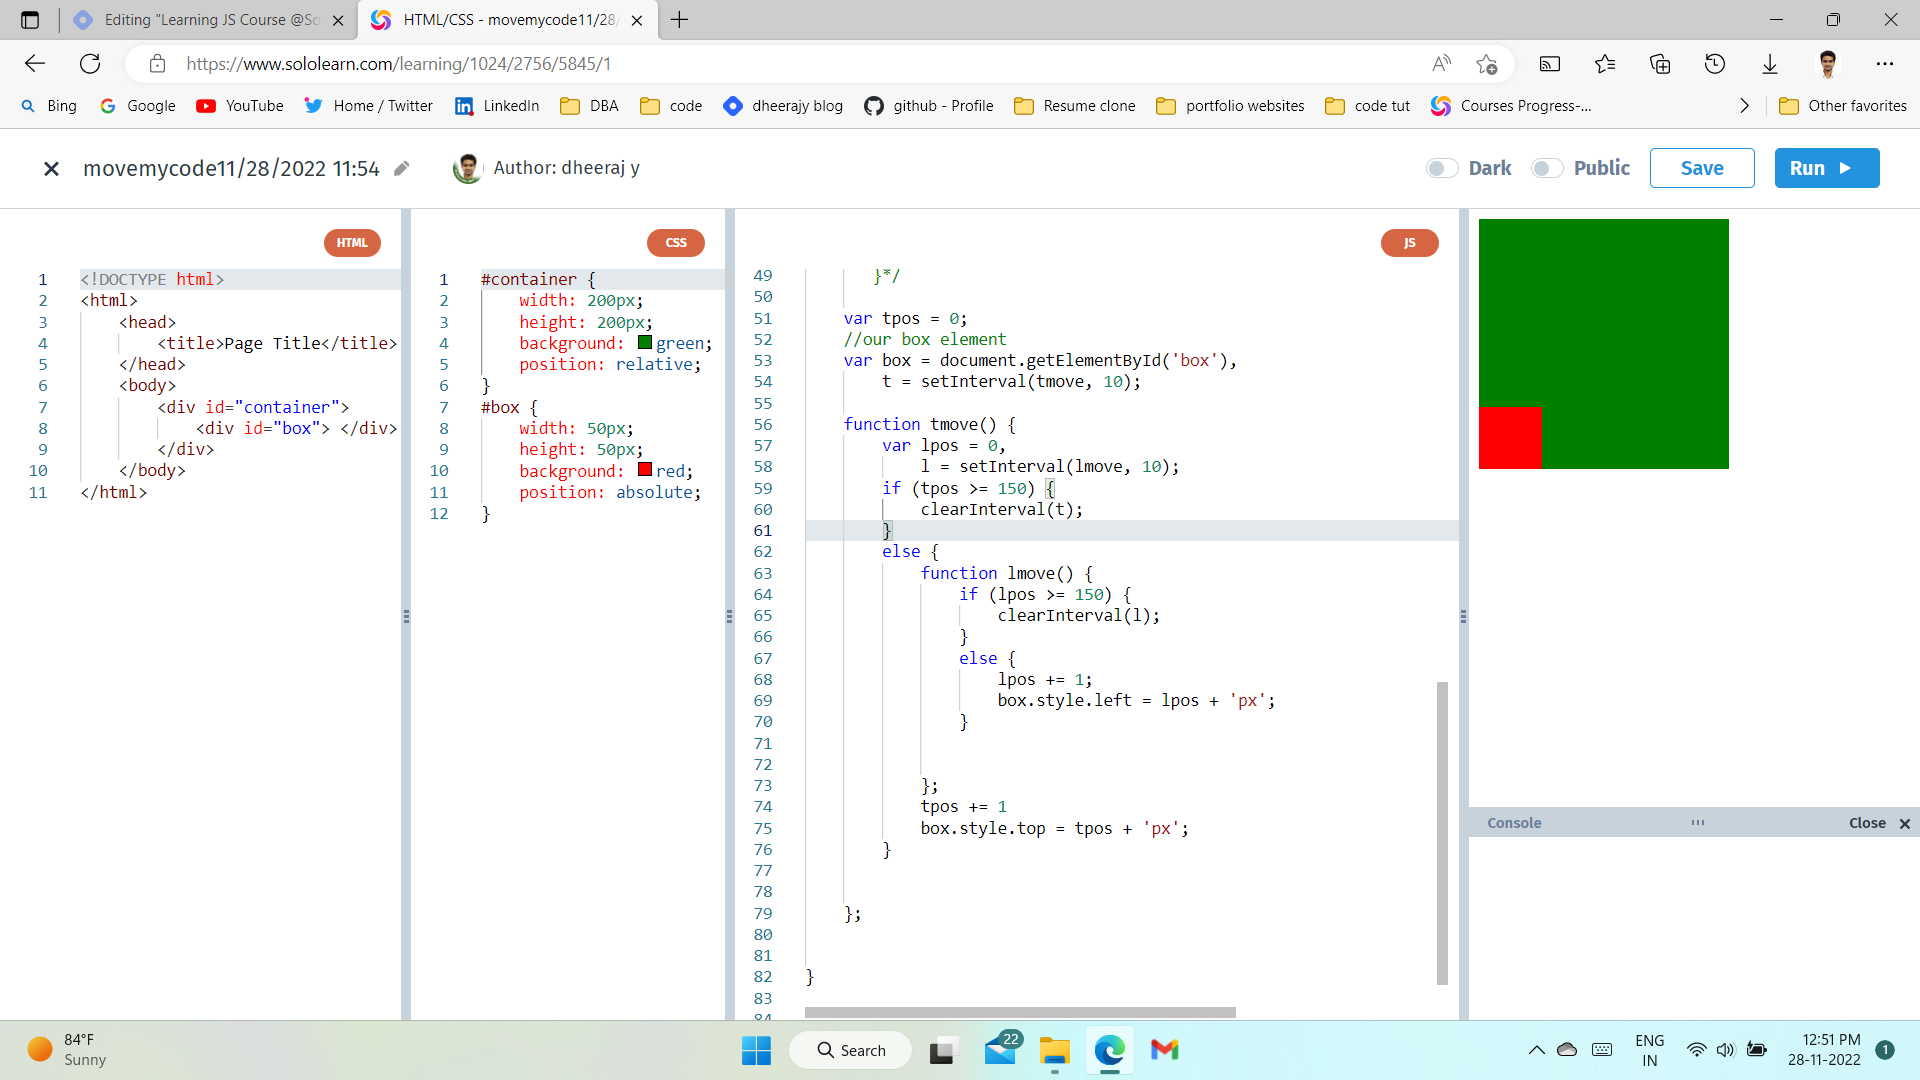 Editing "Learning JS Course @So
HTML/CSS - movemycode11/28/
https://www.sololearn.com/learning/1024/2756/5845/1
Bing
Google
YouTube
Home / Twitter
LinkedIn
DBA
code
dheerajy blog
github - Profile
Resume clone
portfolio websites
code tut
Courses Progress-...
Other favorites
movemycode11/28/2022 11:54
Author: dheeraj y
Dark
Public
Save
Run
HTML
1 <!DOCTYPE html>
2 <html>
3 <head>
4 <title>Page Title</title>
5 </head>
6 <body>
7 <div id="container">
8 <div id="box"> </div>
9 </div>
10 </body>
11 </html>
CSS
1 #container {
2 width: 200px;
3 height: 200px;
4 background: green;
5 position: relative;
6 }
7 #box {
8 width: 50px;
9 height: 50px;
10 background: red;
11 position: absolute;
12 }
JS
49 }*/
50
51 var tpos = 0;
52 //our box element
53 var box = document.getElementById('box'),
54 t = setInterval(tmove, 10);
55
56 function tmove() {
57 var lpos = 0,
58 l = setInterval(lmove, 10);
59 if (tpos >= 150) {
60 clearInterval(t);
61 }
62 else {
63 function lmove() {
64 if (lpos >= 150) {
65 clearInterval(l);
66 }
67 else {
68 lpos += 1;
69 box.style.left = lpos + 'px';
70 }
71
72
73 };
74 tpos += 1
75 box.style.top = tpos + 'px';
76 }
77
78
79 };
80
81
82 }
83
84
Console
Close
84°F
Sunny
Search
22
ENG
IN
12:51 PM
28-11-2022
1